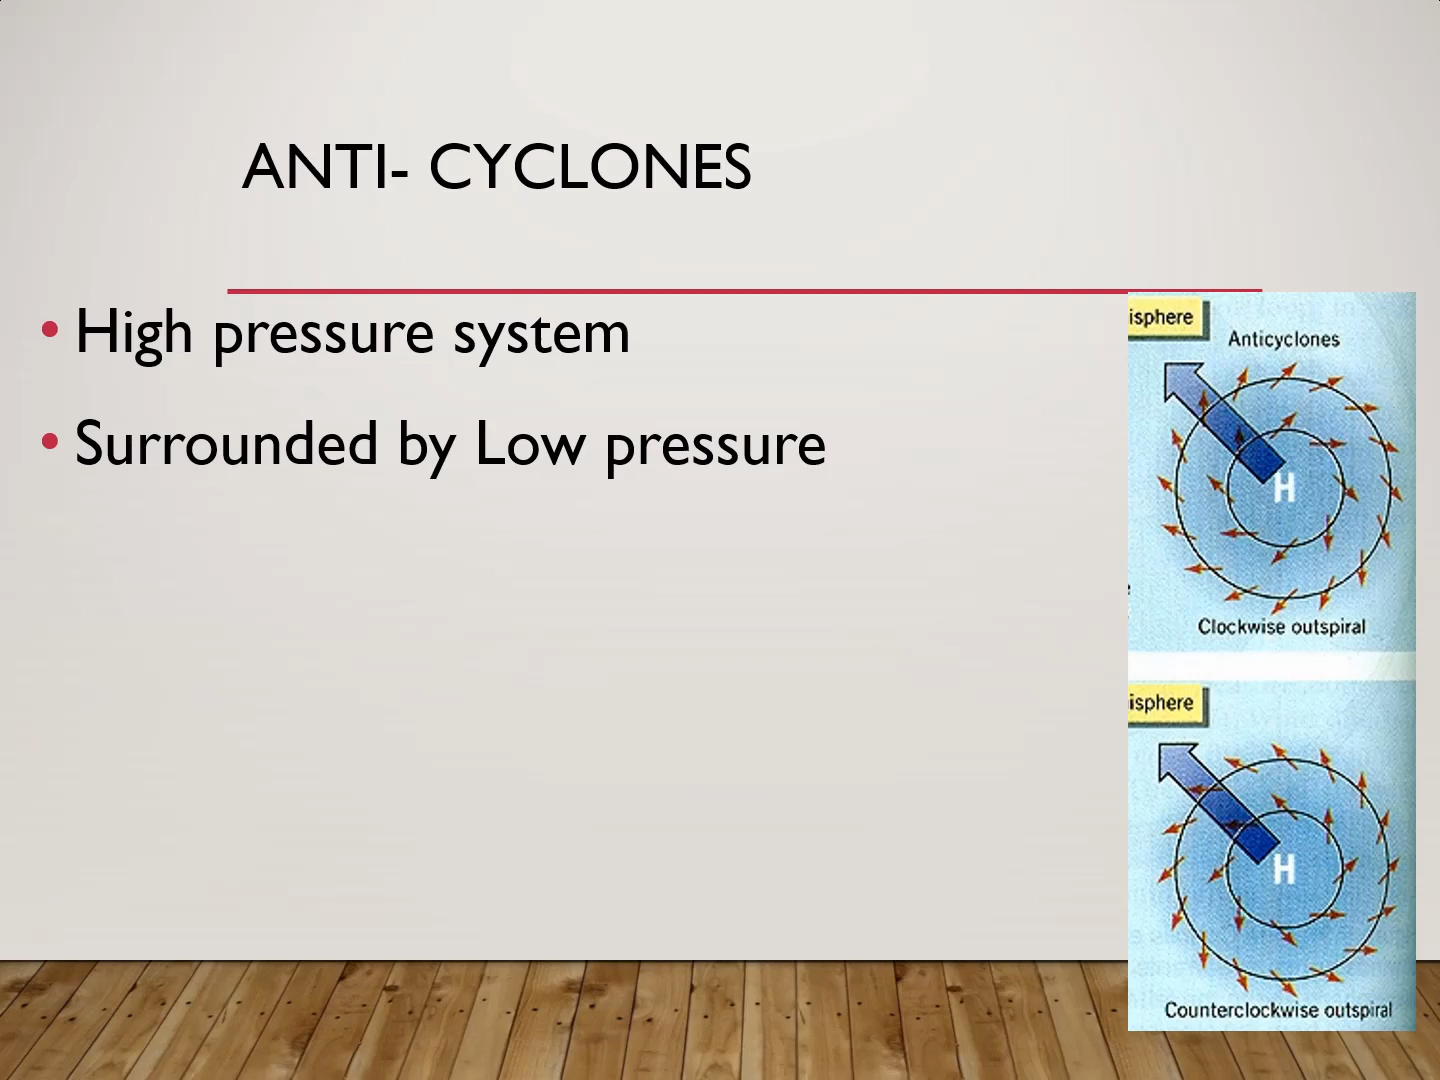 ANTI- CYCLONES
• High pressure system
• Surrounded by Low pressure
isphere
Anticyclones
H
Clockwise outspiral
isphere
H
Counterclockwise outspiral